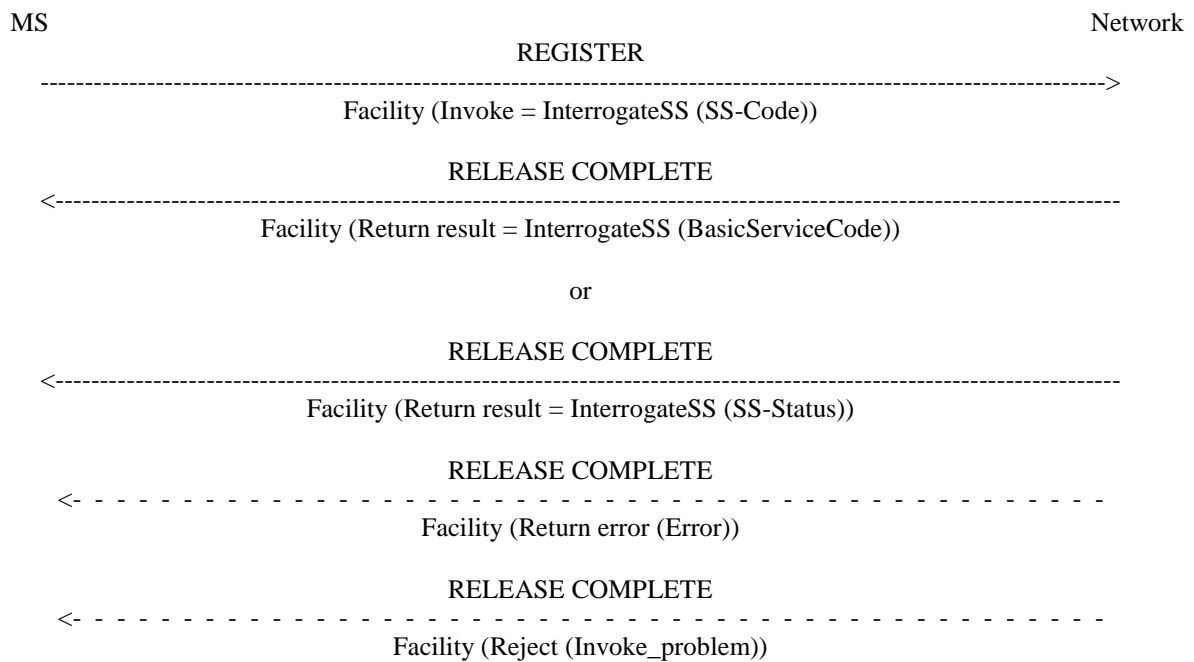 MS Network
REGISTER
Facility (Invoke = InterrogateSS (SS-Code))
RELEASE COMPLETE
Facility (Return result = InterrogateSS (BasicServiceCode))
or
RELEASE COMPLETE
Facility (Return result = InterrogateSS (SS-Status))
RELEASE COMPLETE
Facility (Return error (Error))
RELEASE COMPLETE
Facility (Reject (Invoke_problem))